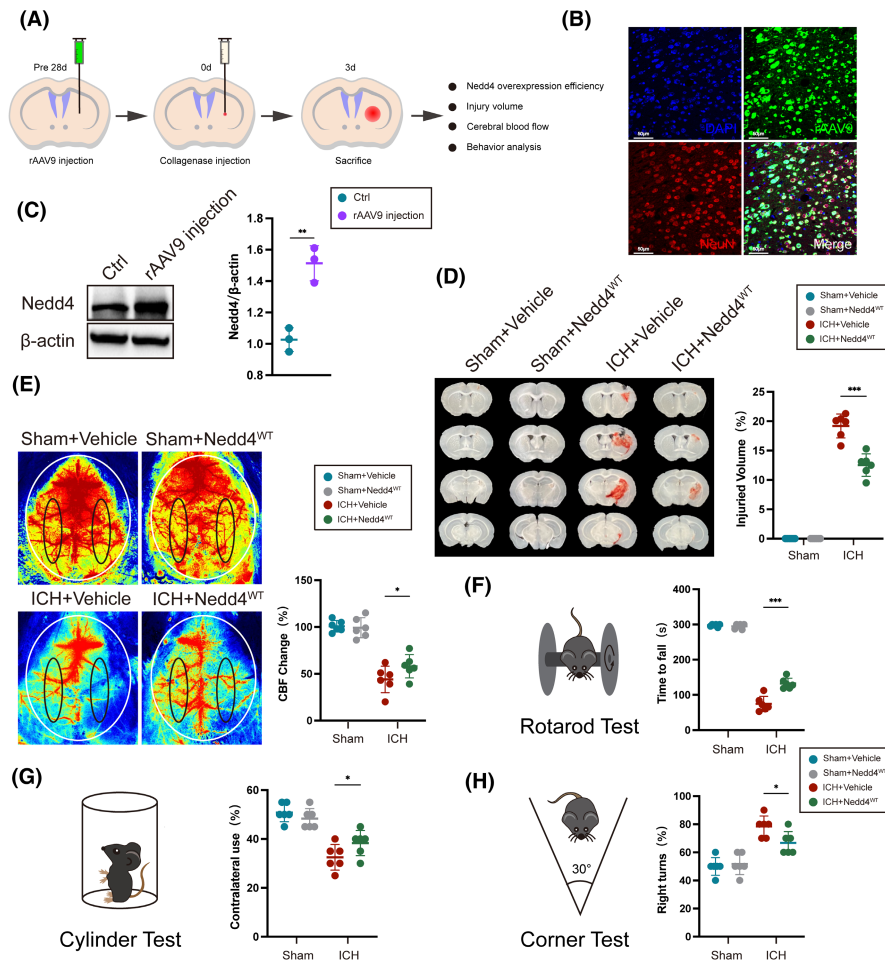 (A)
Pre 28d
0d
3d
rAAV9 injection
Collagenase injection
Sacrifice
Nedd4 overexpression efficiency
Injury volume
Cerebral blood flow
Behavior analysis
(B)
DAPI
50μm
rAAV9
50μm
NeuN
50μm
Merge
50μm
(C)
Ctrl
rAAV9 injection
Nedd4
β-actin
Ctrl
rAAV9 injection
Nedd4/β-actin
1.8
1.6
1.4
1.2
1.0
0.8
**
(D)
Sham+Vehicle
Sham+Nedd4WT
ICH+Vehicle
ICH+Nedd4WT
Sham+Vehicle
Sham+Nedd4WT
ICH+Vehicle
ICH+Nedd4WT
Injuried Volume (%)
25
20
15
10
5
0
***
Sham
ICH
(E)
Sham+Vehicle
Sham+Nedd4WT
ICH+Vehicle
ICH+Nedd4WT
Sham+Vehicle
Sham+Nedd4WT
ICH+Vehicle
ICH+Nedd4WT
CBF Change (%)
150
100
50
0
*
Sham
ICH
(F)
Rotarod Test
Time to fall (s)
400
300
200
100
0
***
Sham
ICH
(G)
Cylinder Test
Contralateral use (%)
60
40
20
0
*
Sham
ICH
Sham+Vehicle
Sham+Nedd4WT
ICH+Vehicle
ICH+Nedd4WT
(H)
30°
Corner Test
Right turns (%)
100
80
60
40
20
0
*
Sham
ICH